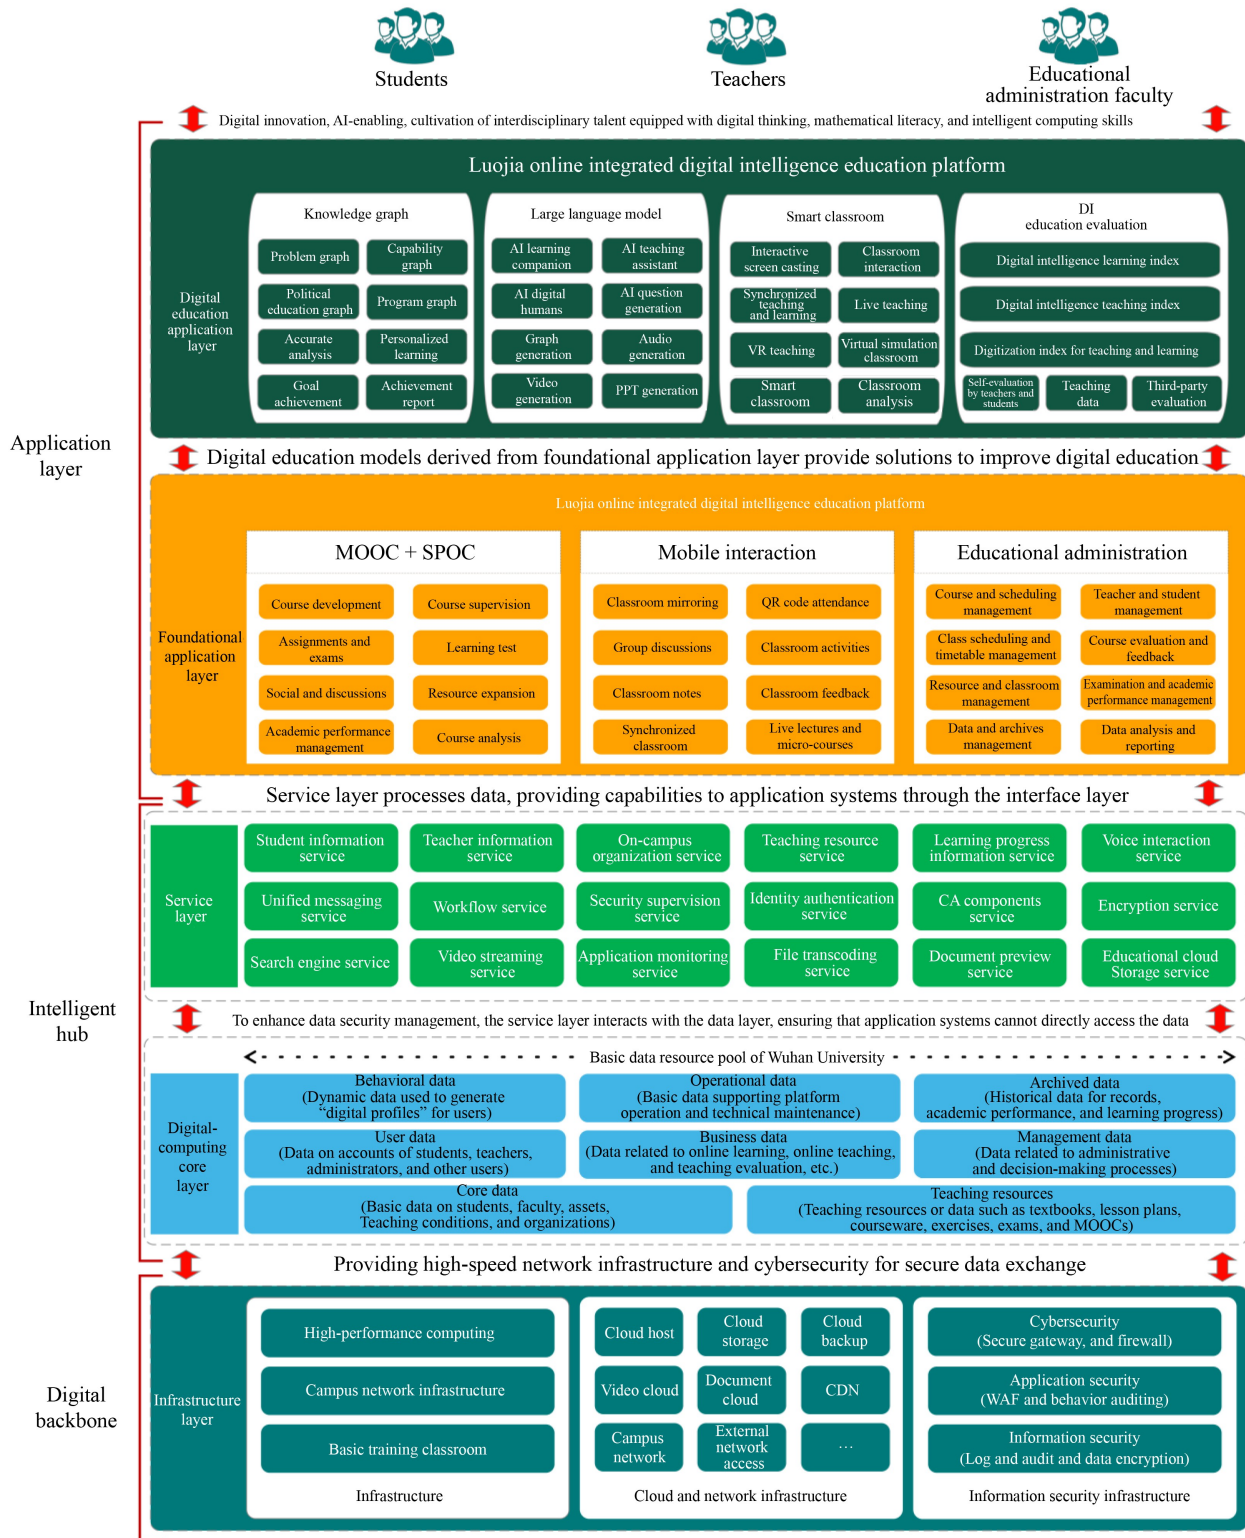 Students
Teachers
Educational
administration faculty
Digital innovation, AI-enabling, cultivation of interdisciplinary talent equipped with digital thinking, mathematical literacy, and intelligent computing skills
Application
layer
Luojia online integrated digital intelligence education platform
Digital
education
application
layer
Knowledge graph
Problem graph
Capability
graph
Political
education graph
Program graph
Accurate
analysis
Personalized
learning
Goal
achievement
Achievement
report
Large language model
AI learning
companion
AI teaching
assistant
AI digital
humans
AI question
generation
Graph
generation
Audio
generation
Video
generation
PPT generation
Smart classroom
Interactive
screen casting
Classroom
interaction
Synchronized
teaching
and learning
Live teaching
VR teaching
Virtual simulation
classroom
Smart
classroom
Classroom
analysis
DI
education evaluation
Digital intelligence learning index
Digital intelligence teaching index
Digitization index for teaching and learning
Self-evaluation
by teachers and
students
Teaching
data
Third-party
evaluation
Digital education models derived from foundational application layer provide solutions to improve digital education
Luojia online integrated digital intelligence education platform
Foundational
application
layer
MOOC + SPOC
Course development
Course supervision
Assignments and
exams
Learning test
Social and discussions
Resource expansion
Academic performance
management
Course analysis
Mobile interaction
Classroom mirroring
QR code attendance
Group discussions
Classroom activities
Classroom notes
Classroom feedback
Synchronized
classroom
Live lectures and
micro-courses
Educational administration
Course and scheduling
management
Teacher and student
management
Class scheduling and
timetable management
Course evaluation and
feedback
Resource and classroom
management
Examination and academic
performance management
Data and archives
management
Data analysis and
reporting
Service layer processes data, providing capabilities to application systems through the interface layer
Intelligent
hub
Service
layer
Student information
service
Teacher information
service
On-campus
organization service
Teaching resource
service
Learning progress
information service
Voice interaction
service
Unified messaging
service
Workflow service
Security supervision
service
Identity authentication
service
CA components
service
Encryption service
Search engine service
Video streaming
service
Application monitoring
service
File transcoding
service
Document preview
service
Educational cloud
Storage service
To enhance data security management, the service layer interacts with the data layer, ensuring that application systems cannot directly access the data
Basic data resource pool of Wuhan University
Digital-
computing
core
layer
Behavioral data
(Dynamic data used to generate
“digital profiles” for users)
Operational data
(Basic data supporting platform
operation and technical maintenance)
Archived data
(Historical data for records,
academic performance, and learning progress)
User data
(Data on accounts of students, teachers,
administrators, and other users)
Business data
(Data related to online learning, online teaching,
and teaching evaluation, etc.)
Management data
(Data related to administrative
and decision-making processes)
Core data
(Basic data on students, faculty, assets,
Teaching conditions, and organizations)
Teaching resources
(Teaching resources or data such as textbooks, lesson plans,
courseware, exercises, exams, and MOOCs)
Providing high-speed network infrastructure and cybersecurity for secure data exchange
Digital
backbone
Infrastructure
layer
High-performance computing
Campus network infrastructure
Basic training classroom
Infrastructure
Cloud host
Cloud
storage
Cloud
backup
Video cloud
Document
cloud
CDN
Campus
network
External
network
access
…
Cloud and network infrastructure
Cybersecurity
(Secure gateway, and firewall)
Application security
(WAF and behavior auditing)
Information security
(Log and audit and data encryption)
Information security infrastructure